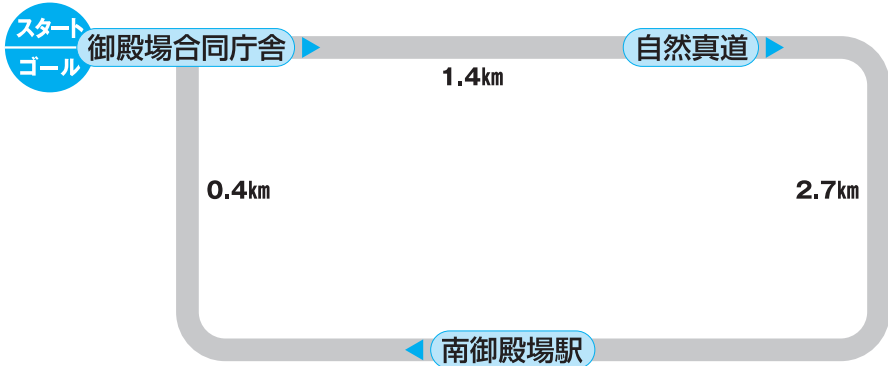 スタート
ゴール
御殿場合同庁舎
1.4km
自然真道
2.7km
南御殿場駅
0.4km